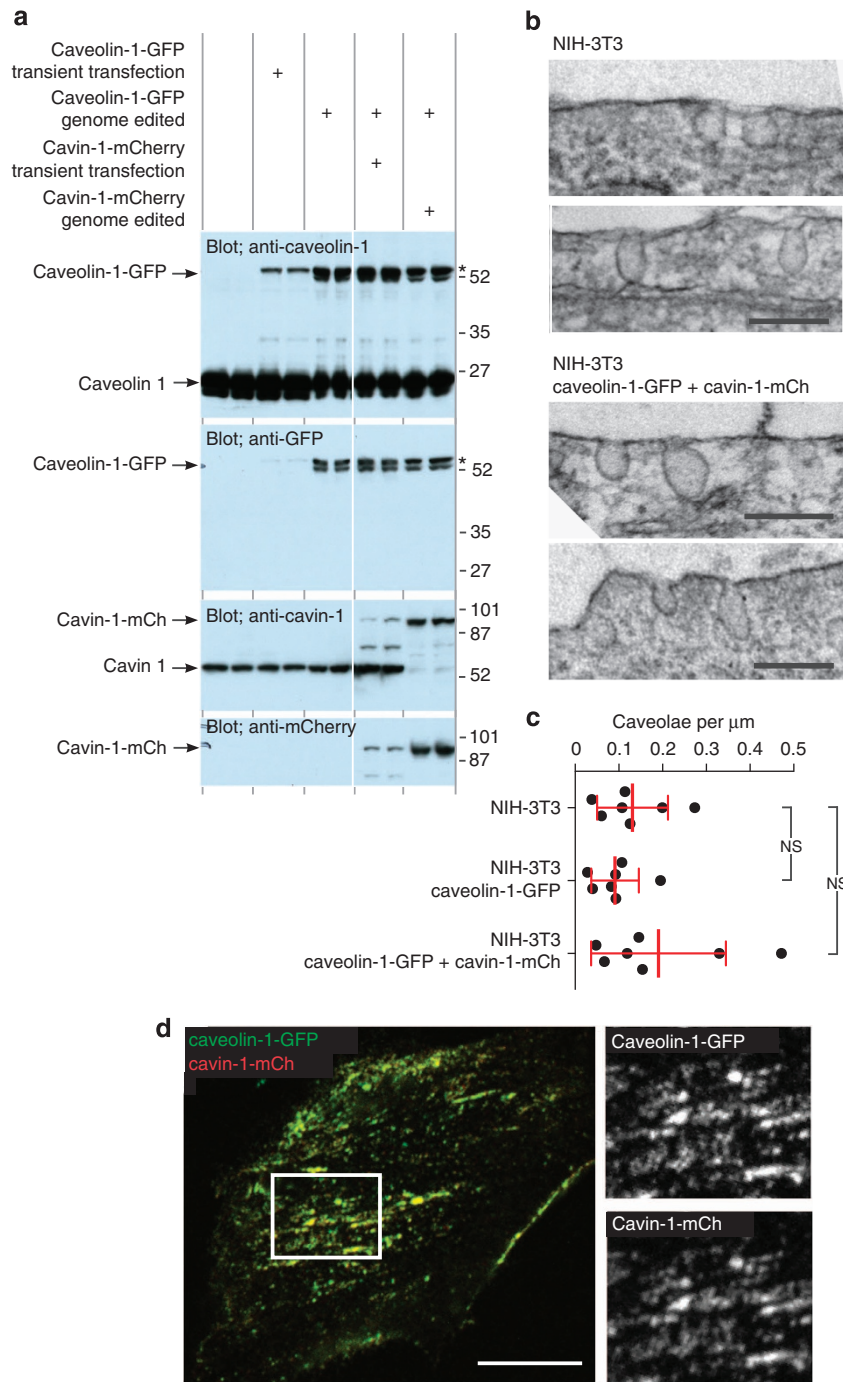 a
Caveolin-1-GFP
transient transfection
+
Caveolin-1-GFP
genome edited
+ + +
Cavin-1-mCherry
transient transfection
+
Cavin-1-mCherry
genome edited
+
Blot; anti-caveolin-1
Caveolin-1-GFP
*
52
35
27
Caveolin 1
Blot; anti-GFP
Caveolin-1-GFP
*
52
35
27
Blot; anti-cavin-1
Cavin-1-mCh
101
87
Cavin 1
52
Blot; anti-mCherry
Cavin-1-mCh
101
87
b
NIH-3T3
NIH-3T3
caveolin-1-GFP + cavin-1-mCh
c
Caveolae per μm
0 0.1 0.2 0.3 0.4 0.5
NIH-3T3
NIH-3T3
caveolin-1-GFP
NIH-3T3
caveolin-1-GFP + cavin-1-mCh
NS
NS
d
caveolin-1-GFP
cavin-1-mCh
Caveolin-1-GFP
Cavin-1-mCh